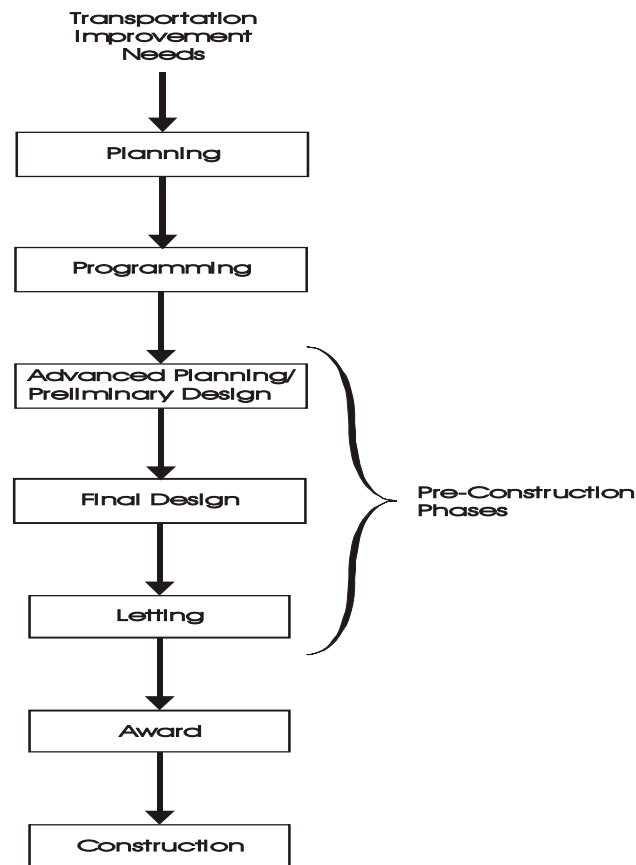 Transportation
Improvement
Needs
Planning
Programming
Advanced Planning/
Preliminary Design
Final Design
Pre-Construction
Phases
Letting
Award
Construction